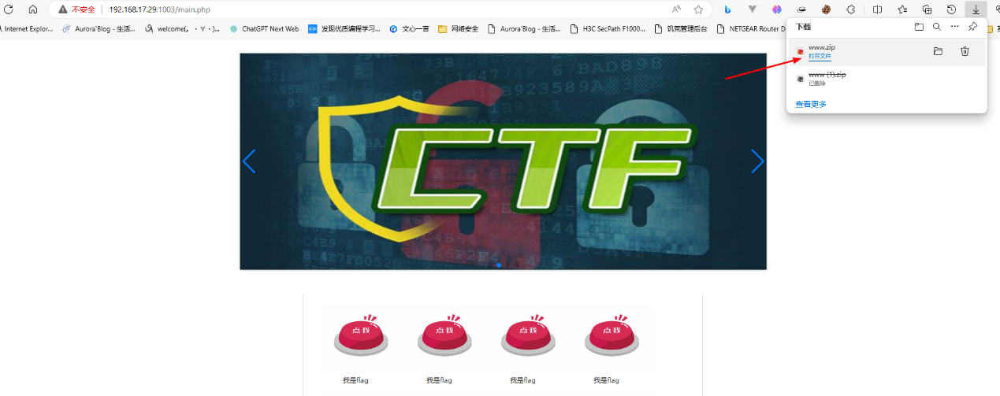 不安全 192.168.17.29:1003/main.php
Internet Explor... Aurora`Blog - 生活... welcome(。・∀・)... ChatGPT Next Web 发现优质编程学习... 文心一言 网络安全 Aurora`Blog - 生活... H3C SecPath F1000... 饥荒管理后台 NETGEAR Router D
下载
www.zip
打开文件
www (1).zip
已删除
查看更多
CTF
点我 点我 点我 点我
我是flag 我是flag 我是flag 我是flag